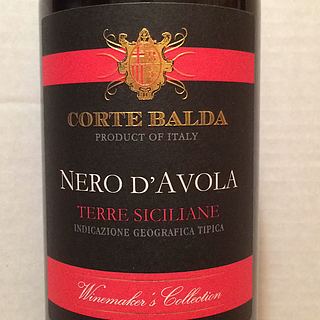 CORTE BALDA
PRODUCT OF ITALY
NERO D'AVOLA
TERRE SICILIANE
INDICAZIONE GEOGRAFICA TIPICA
Winemaker's Collection